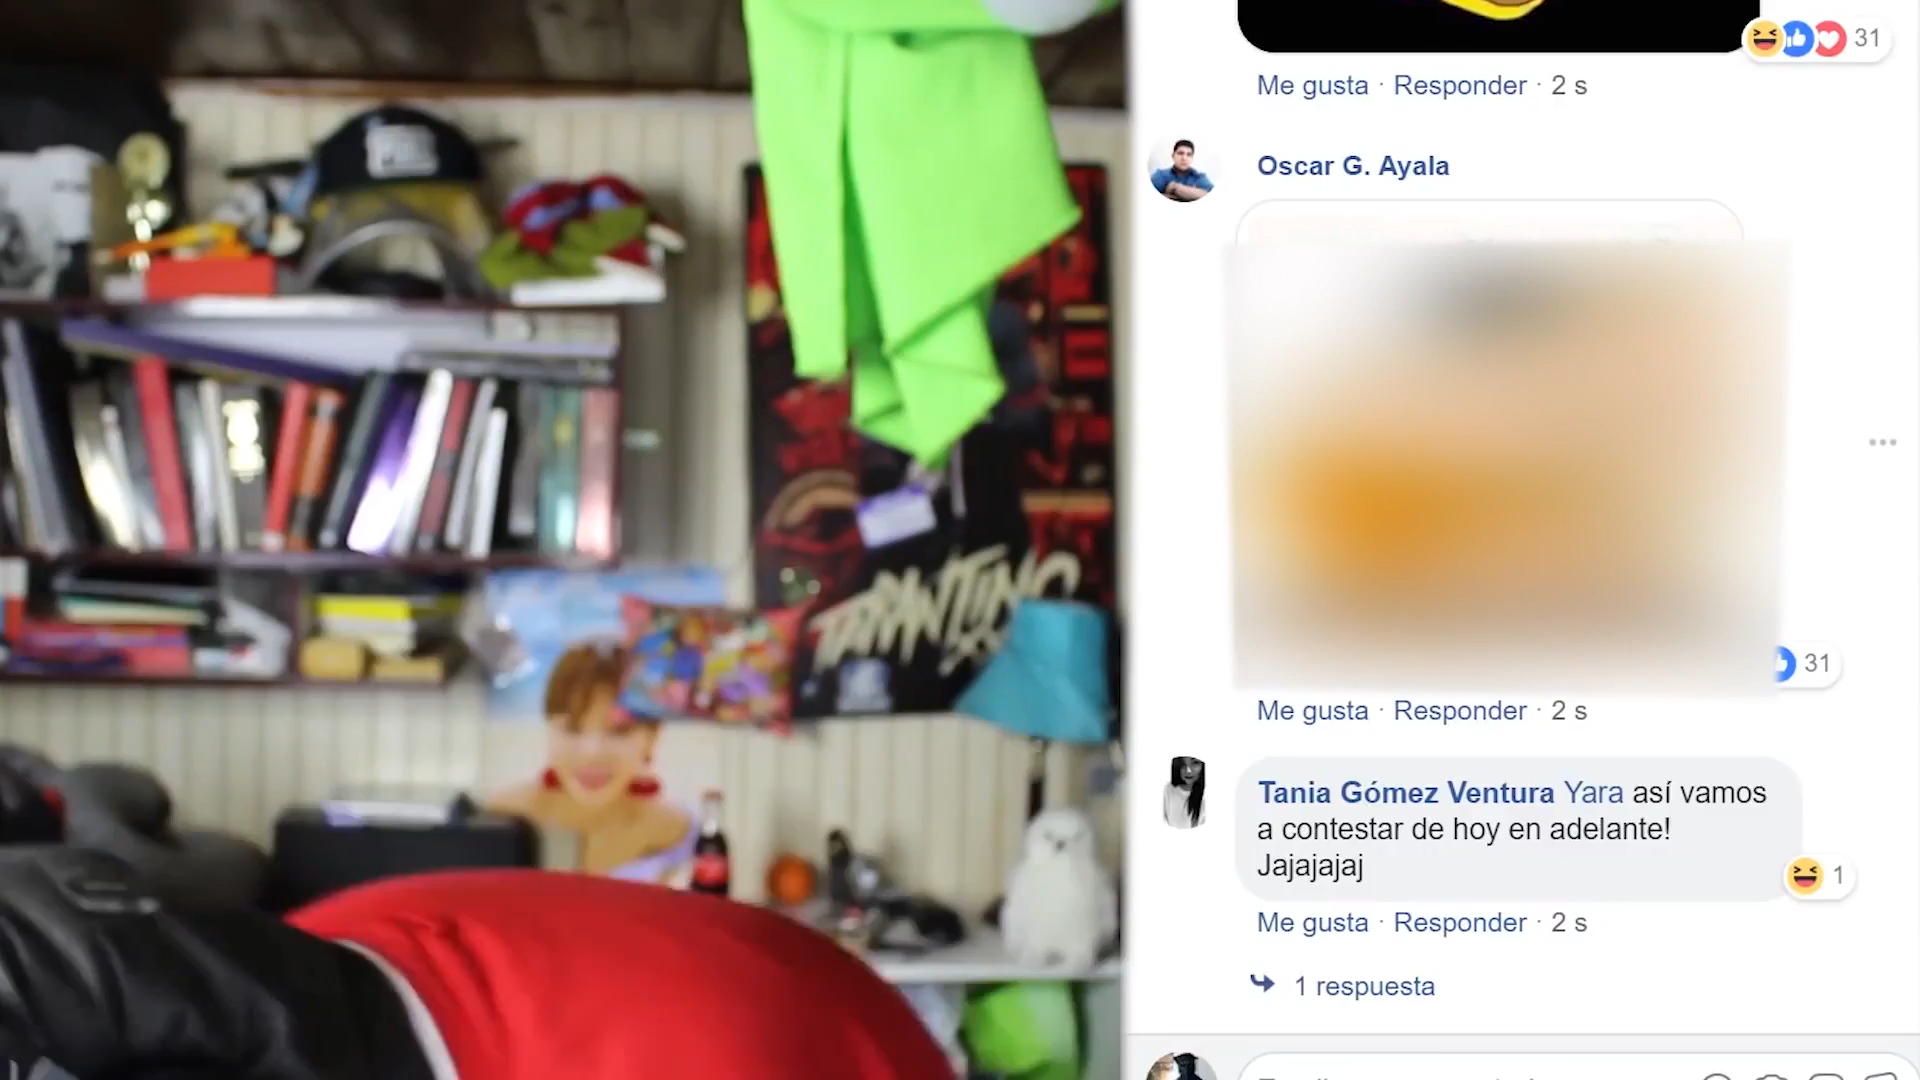 31
Me gusta · Responder · 2 s
Oscar G. Ayala
31
Me gusta · Responder · 2 s
Tania Gómez Ventura Yara así vamos
a contestar de hoy en adelante!
Jajajajaj
1
Me gusta · Responder · 2 s
1 respuesta
TARANTINO